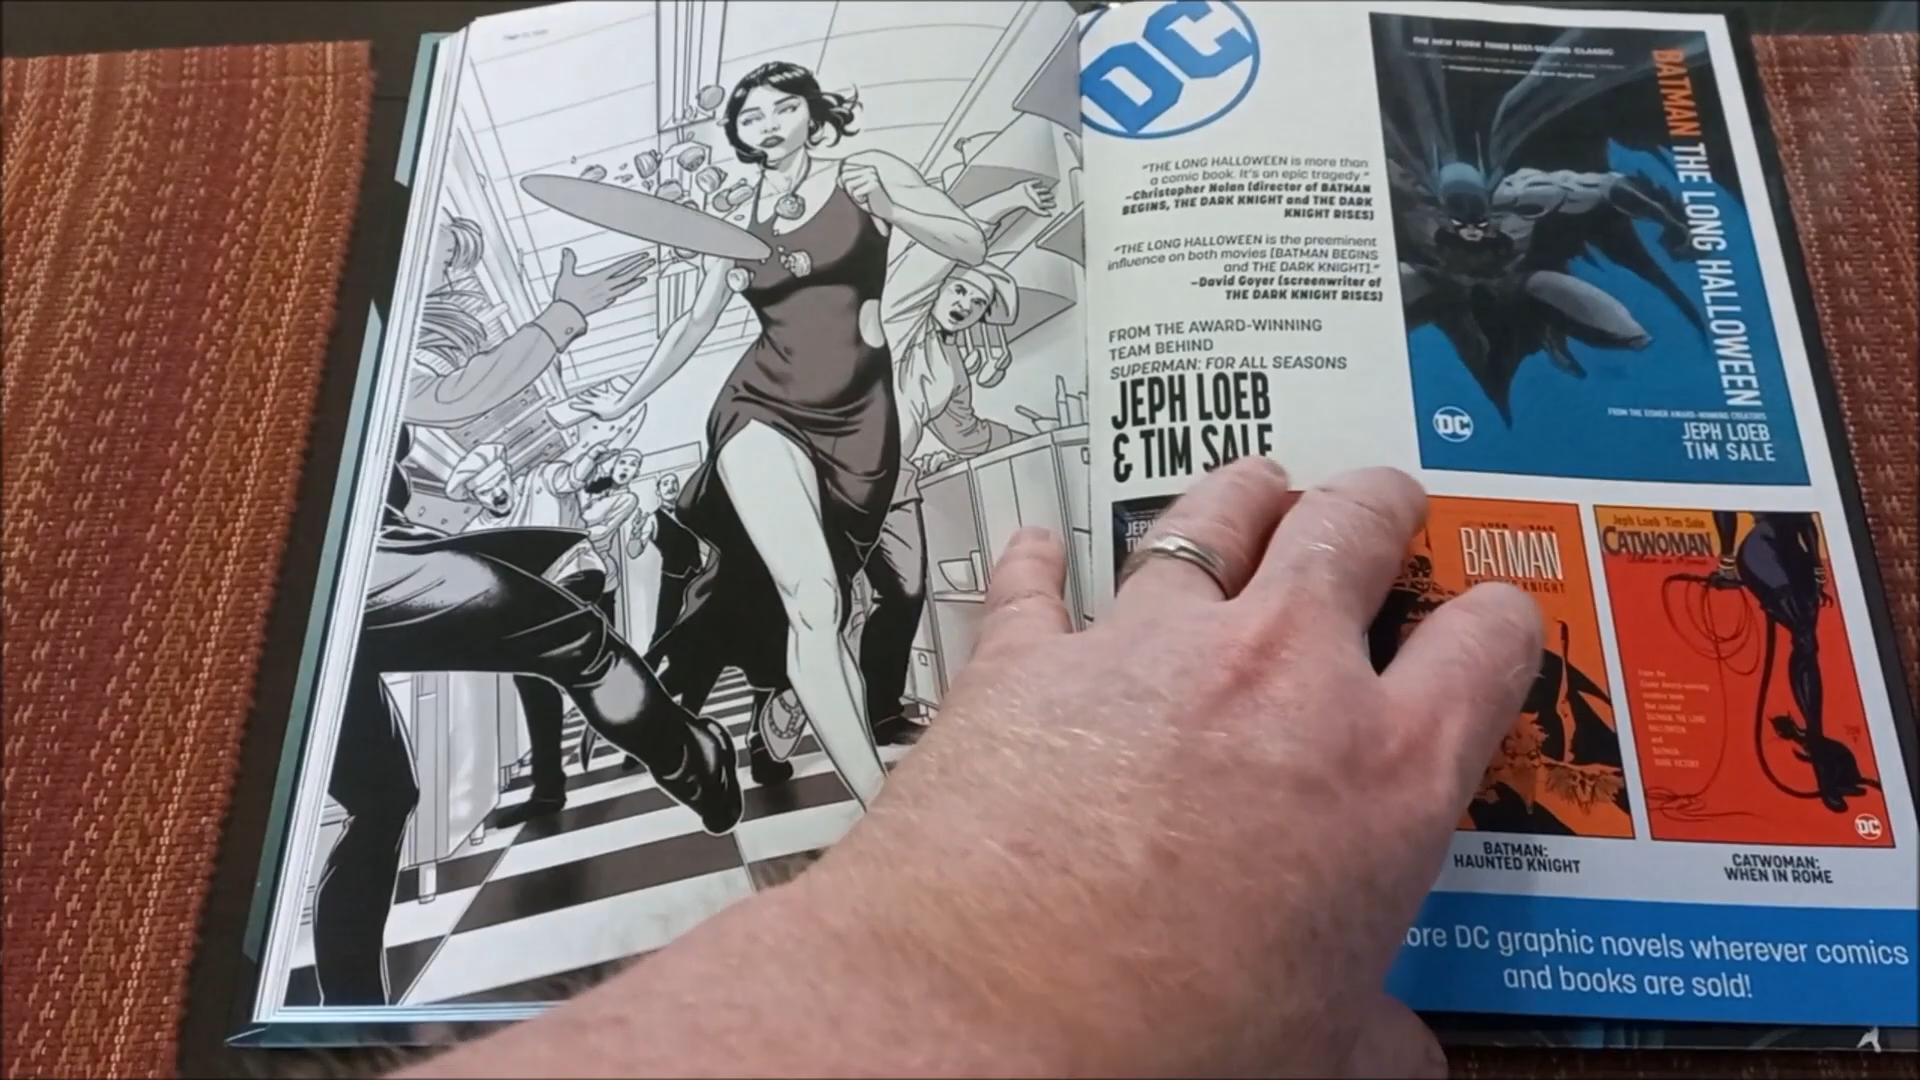 DC
"THE LONG HALLOWEEN is more than
a comic book. It's an epic tragedy."
–Christopher Nolan (director of BATMAN
BEGINS, THE DARK KNIGHT and THE DARK
KNIGHT RISES)
"THE LONG HALLOWEEN is the preeminent
influence on both movies [BATMAN BEGINS
and THE DARK KNIGHT]."
–David Goyer (screenwriter of
THE DARK KNIGHT RISES)
FROM THE AWARD-WINNING
TEAM BEHIND
SUPERMAN: FOR ALL SEASONS
JEPH LOEB
& TIM SALE
THE NEW YORK TIMES BEST-SELLING CLASSIC
BATMAN THE LONG HALLOWEEN
DC
FROM THE EISNER AWARD-WINNING CREATORS
JEPH LOEB
TIM SALE
JEPH
BATMAN
KNIGHT
Jeph Loeb Tim Sale
CATWOMAN
When in Rome
DC
BATMAN:
HAUNTED KNIGHT
CATWOMAN:
WHEN IN ROME
ore DC graphic novels wherever comics
and books are sold!